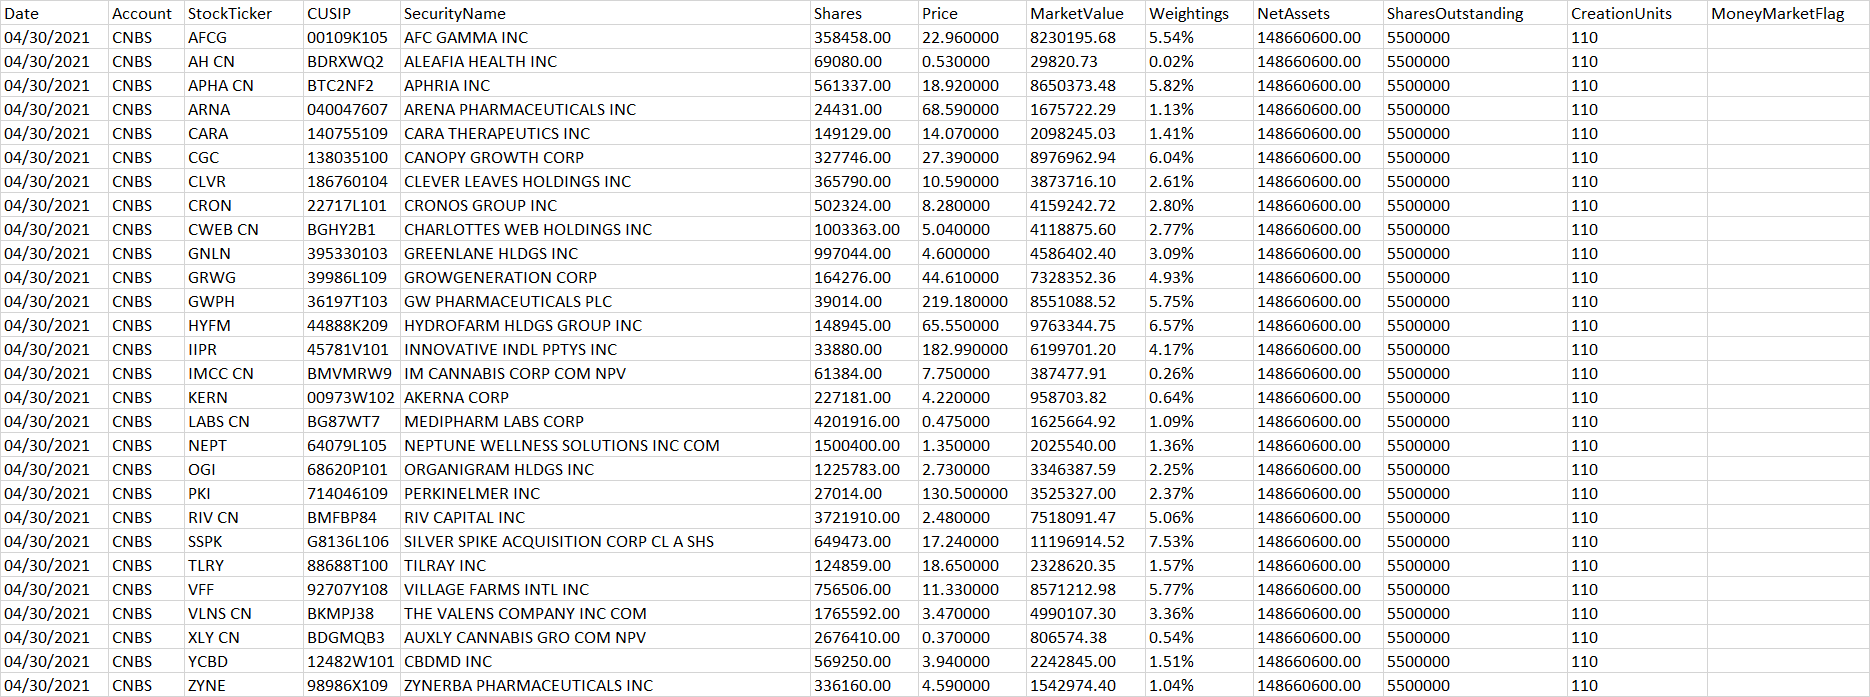 Date Account StockTicker CUSIP SecurityName Shares Price MarketValue Weightings NetAssets SharesOutstanding CreationUnits MoneyMarketFlag
04/30/2021 CNBS AFCG 00109K105 AFC GAMMA INC 358458.00 22.960000 8230195.68 5.54% 148660600.00 5500000 110
04/30/2021 CNBS AH CN BDRXWQ2 ALEAFIA HEALTH INC 69080.00 0.530000 29820.73 0.02% 148660600.00 5500000 110
04/30/2021 CNBS APHA CN BTC2NF2 APHRIA INC 561337.00 18.920000 8650373.48 5.82% 148660600.00 5500000 110
04/30/2021 CNBS ARNA 040047607 ARENA PHARMACEUTICALS INC 24431.00 68.590000 1675722.29 1.13% 148660600.00 5500000 110
04/30/2021 CNBS CARA 140755109 CARA THERAPEUTICS INC 149129.00 14.070000 2098245.03 1.41% 148660600.00 5500000 110
04/30/2021 CNBS CGC 138035100 CANOPY GROWTH CORP 327746.00 27.390000 8976962.94 6.04% 148660600.00 5500000 110
04/30/2021 CNBS CLVR 186760104 CLEVER LEAVES HOLDINGS INC 365790.00 10.590000 3873716.10 2.61% 148660600.00 5500000 110
04/30/2021 CNBS CRON 22717L101 CRONOS GROUP INC 502324.00 8.280000 4159242.72 2.80% 148660600.00 5500000 110
04/30/2021 CNBS CWEB CN BGHY2B1 CHARLOTTES WEB HOLDINGS INC 1003363.00 5.040000 4118875.60 2.77% 148660600.00 5500000 110
04/30/2021 CNBS GNLN 395330103 GREENLANE HLDGS INC 997044.00 4.600000 4586402.40 3.09% 148660600.00 5500000 110
04/30/2021 CNBS GRWG 39986L109 GROWGENERATION CORP 164276.00 44.610000 7328352.36 4.93% 148660600.00 5500000 110
04/30/2021 CNBS GWPH 36197T103 GW PHARMACEUTICALS PLC 39014.00 219.180000 8551088.52 5.75% 148660600.00 5500000 110
04/30/2021 CNBS HYFM 44888K209 HYDROFARM HLDGS GROUP INC 148945.00 65.550000 9763344.75 6.57% 148660600.00 5500000 110
04/30/2021 CNBS IIPR 45781V101 INNOVATIVE INDL PPTYS INC 33880.00 182.990000 6199701.20 4.17% 148660600.00 5500000 110
04/30/2021 CNBS IMCC CN BMVMRW9 IM CANNABIS CORP COM NPV 61384.00 7.750000 387477.91 0.26% 148660600.00 5500000 110
04/30/2021 CNBS KERN 00973W102 AKERNA CORP 227181.00 4.220000 958703.82 0.64% 148660600.00 5500000 110
04/30/2021 CNBS LABS CN BG87WT7 MEDIPHARM LABS CORP 4201916.00 0.475000 1625664.92 1.09% 148660600.00 5500000 110
04/30/2021 CNBS NEPT 64079L105 NEPTUNE WELLNESS SOLUTIONS INC COM 1500400.00 1.350000 2025540.00 1.36% 148660600.00 5500000 110
04/30/2021 CNBS OGI 68620P101 ORGANIGRAM HLDGS INC 1225783.00 2.730000 3346387.59 2.25% 148660600.00 5500000 110
04/30/2021 CNBS PKI 714046109 PERKINELMER INC 27014.00 130.500000 3525327.00 2.37% 148660600.00 5500000 110
04/30/2021 CNBS RIV CN BMFBP84 RIV CAPITAL INC 3721910.00 2.480000 7518091.47 5.06% 148660600.00 5500000 110
04/30/2021 CNBS SSPK G8136L106 SILVER SPIKE ACQUISITION CORP CL A SHS 649473.00 17.240000 11196914.52 7.53% 148660600.00 5500000 110
04/30/2021 CNBS TLRY 88688T100 TILRAY INC 124859.00 18.650000 2328620.35 1.57% 148660600.00 5500000 110
04/30/2021 CNBS VFF 92707Y108 VILLAGE FARMS INTL INC 756506.00 11.330000 8571212.98 5.77% 148660600.00 5500000 110
04/30/2021 CNBS VLNS CN BKMPJ38 THE VALENS COMPANY INC COM 1765592.00 3.470000 4990107.30 3.36% 148660600.00 5500000 110
04/30/2021 CNBS XLY CN BDGMQB3 AUXLY CANNABIS GRO COM NPV 2676410.00 0.370000 806574.38 0.54% 148660600.00 5500000 110
04/30/2021 CNBS YCBD 12482W101 CBDMD INC 569250.00 3.940000 2242845.00 1.51% 148660600.00 5500000 110
04/30/2021 CNBS ZYNE 98986X109 ZYNERBA PHARMACEUTICALS INC 336160.00 4.590000 1542974.40 1.04% 148660600.00 5500000 110